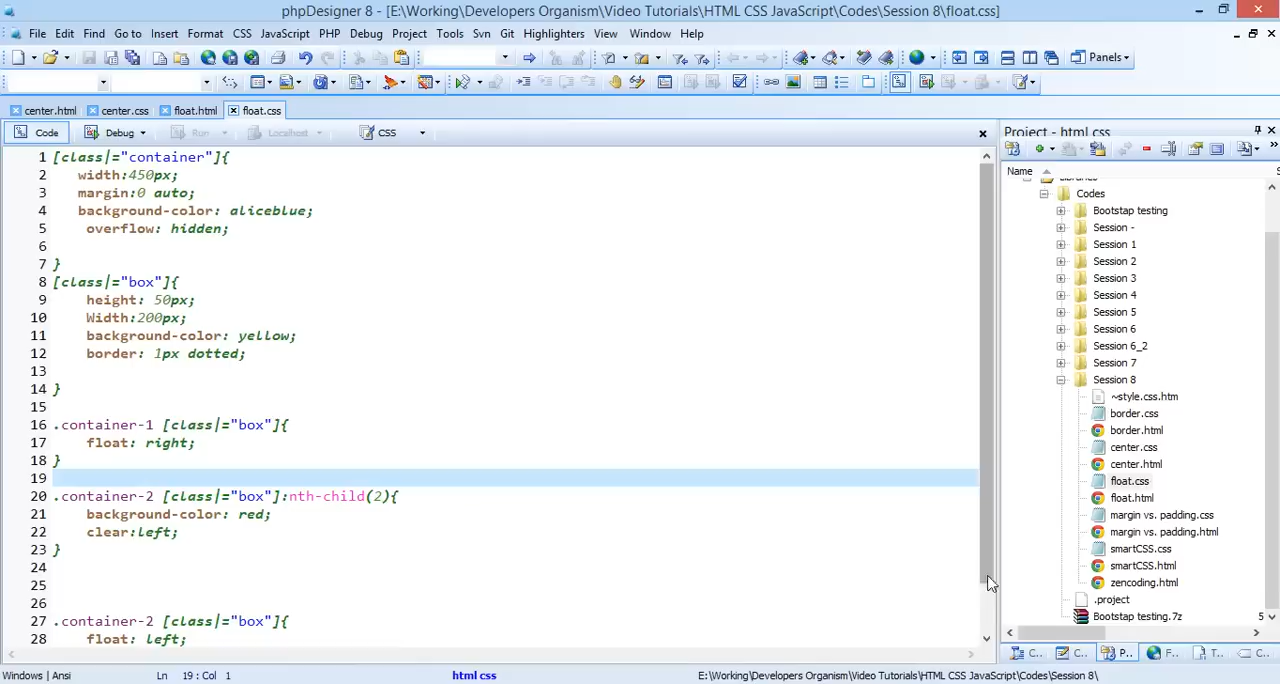 phpDesigner 8 - [E:\Working\Developers Organism\Video Tutorials\HTML CSS JavaScript\Codes\Session 8\float.css]
File Edit Find Go to Insert Format CSS JavaScript PHP Debug Project Tools Svn Git Highlighters View Window Help
Panels
center.html center.css float.html float.css
Code Debug Run Localhost CSS
Project - html css
Name
1 [class|="container"]{
2 width:450px;
3 margin:0 auto;
4 background-color: aliceblue;
5 overflow: hidden;
6
7 }
8 [class|="box"]{
9 height: 50px;
10 Width:200px;
11 background-color: yellow;
12 border: 1px dotted;
13
14 }
15
16 .container-1 [class|="box"]{
17 float: right;
18 }
19
20 .container-2 [class|="box"]:nth-child(2){
21 background-color: red;
22 clear:left;
23 }
24
25
26
27 .container-2 [class|="box"]{
28 float: left;
Codes
Bootstap testing
Session -
Session 1
Session 2
Session 3
Session 4
Session 5
Session 6
Session 6_2
Session 7
Session 8
~style.css.htm
border.css
border.html
center.css
center.html
float.css
float.html
margin vs. padding.css
margin vs. padding.html
smartCSS.css
smartCSS.html
zencoding.html
.project
Bootstap testing.7z 5
C... C... P... F... T... C...
Windows | Ansi Ln 19 : Col 1 html css E:\Working\Developers Organism\Video Tutorials\HTML CSS JavaScript\Codes\Session 8\